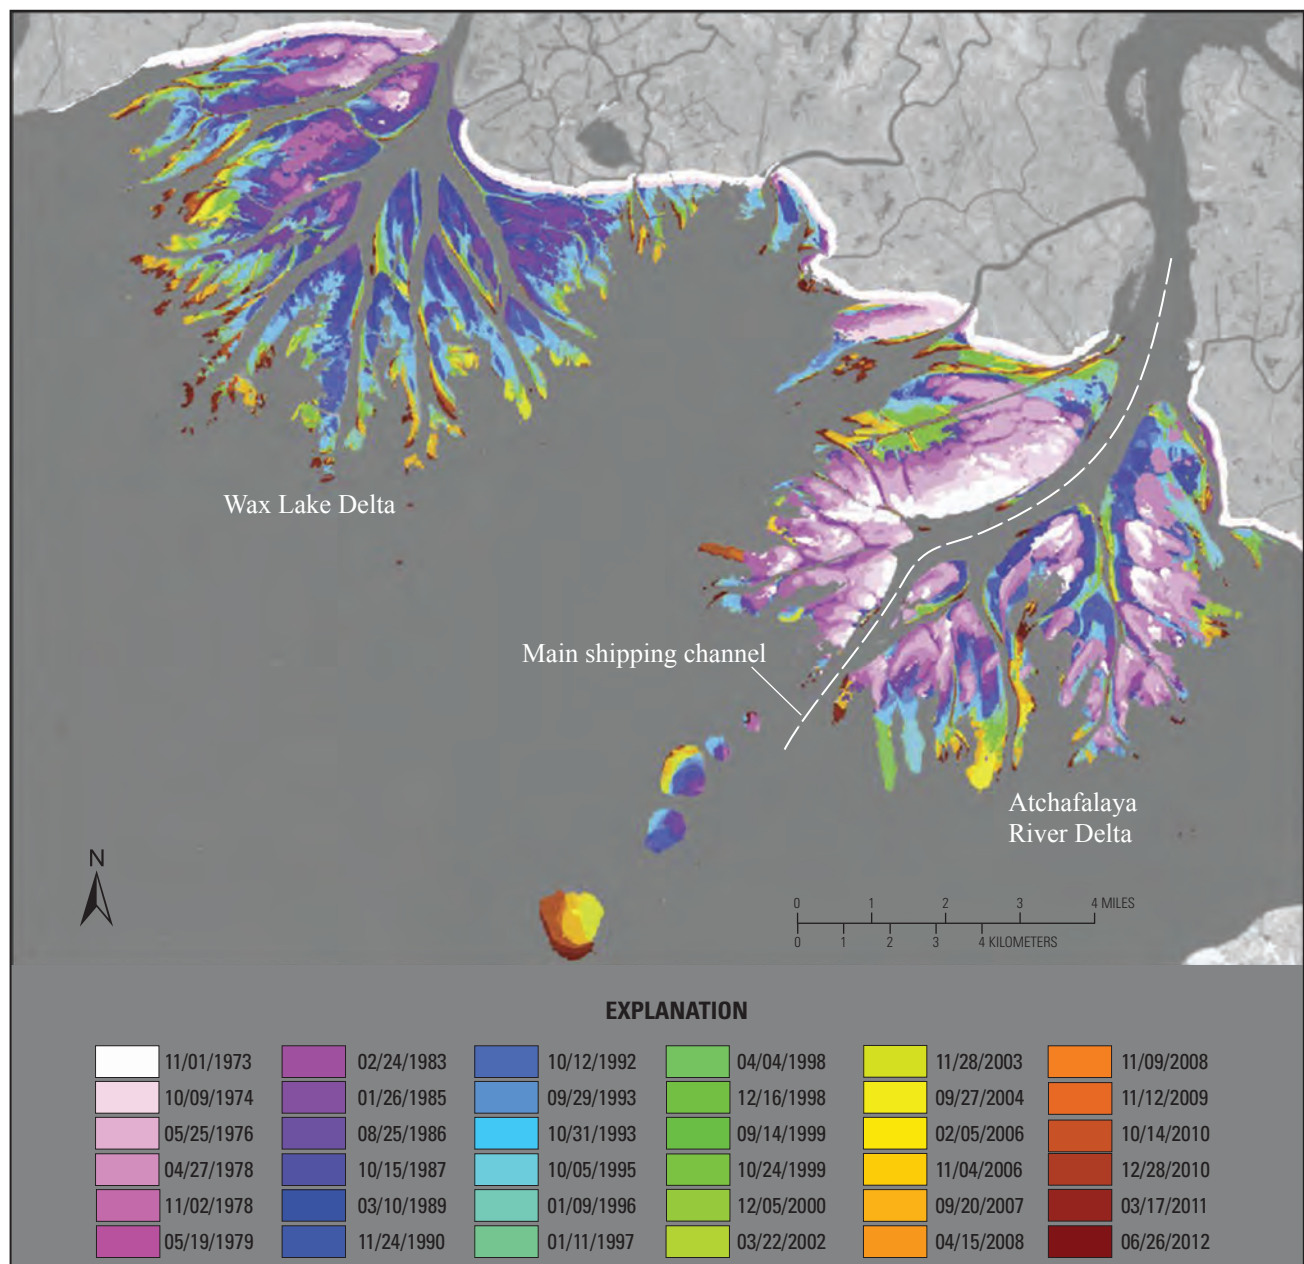 Wax Lake Delta
Main shipping channel
Atchafalaya
River Delta
N
0 1 2 3 4 MILES
0 1 2 3 4 KILOMETERS
EXPLANATION
11/01/1973 02/24/1983 10/12/1992 04/04/1998 11/28/2003 11/09/2008
10/09/1974 01/26/1985 09/29/1993 12/16/1998 09/27/2004 11/12/2009
05/25/1976 08/25/1986 10/31/1993 09/14/1999 02/05/2006 10/14/2010
04/27/1978 10/15/1987 10/05/1995 10/24/1999 11/04/2006 12/28/2010
11/02/1978 03/10/1989 01/09/1996 12/05/2000 09/20/2007 03/17/2011
05/19/1979 11/24/1990 01/11/1997 03/22/2002 04/15/2008 06/26/2012